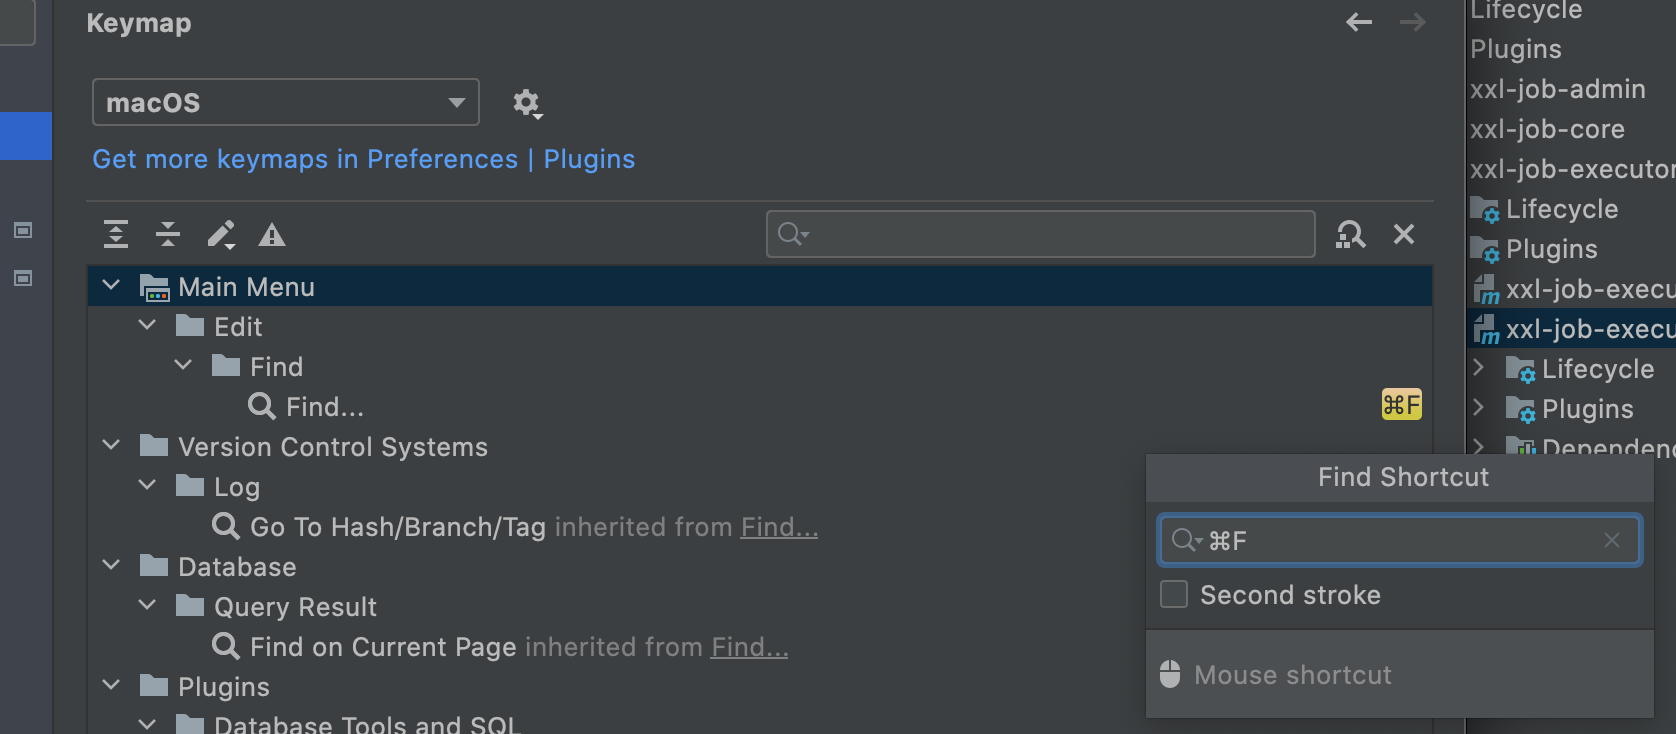 Keymap
macOS
Get more keymaps in Preferences | Plugins
Main Menu
Edit
Find
Find...
⌘F
Version Control Systems
Log
Go To Hash/Branch/Tag inherited from Find...
Database
Query Result
Find on Current Page inherited from Find...
Plugins
Database Tools and SQL
Lifecycle
Plugins
xxl-job-admin
xxl-job-core
xxl-job-executor
Lifecycle
Plugins
xxl-job-execu
xxl-job-execu
Lifecycle
Plugins
Dependenc
Find Shortcut
⌘F
Second stroke
Mouse shortcut